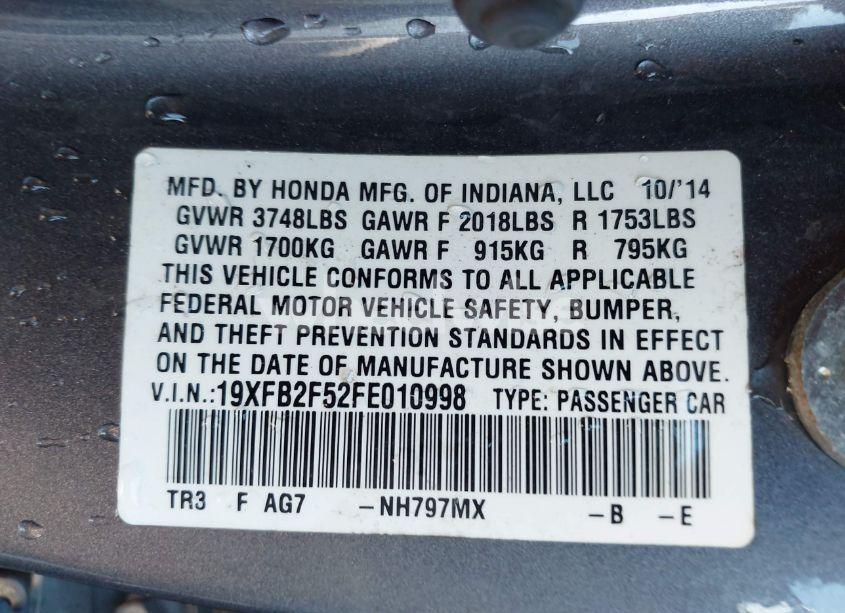 MFD. BY HONDA MFG. OF INDIANA, LLC 10/'14
GVWR 3748LBS GAWR F 2018LBS R 1753LBS
GVWR 1700KG GAWR F 915KG R 795KG
THIS VEHICLE CONFORMS TO ALL APPLICABLE
FEDERAL MOTOR VEHICLE SAFETY, BUMPER,
AND THEFT PREVENTION STANDARDS IN EFFECT
ON THE DATE OF MANUFACTURE SHOWN ABOVE.
V.I.N.:19XFB2F52FE010998 TYPE: PASSENGER CAR
TR3 F AG7 -NH797MX -B -E